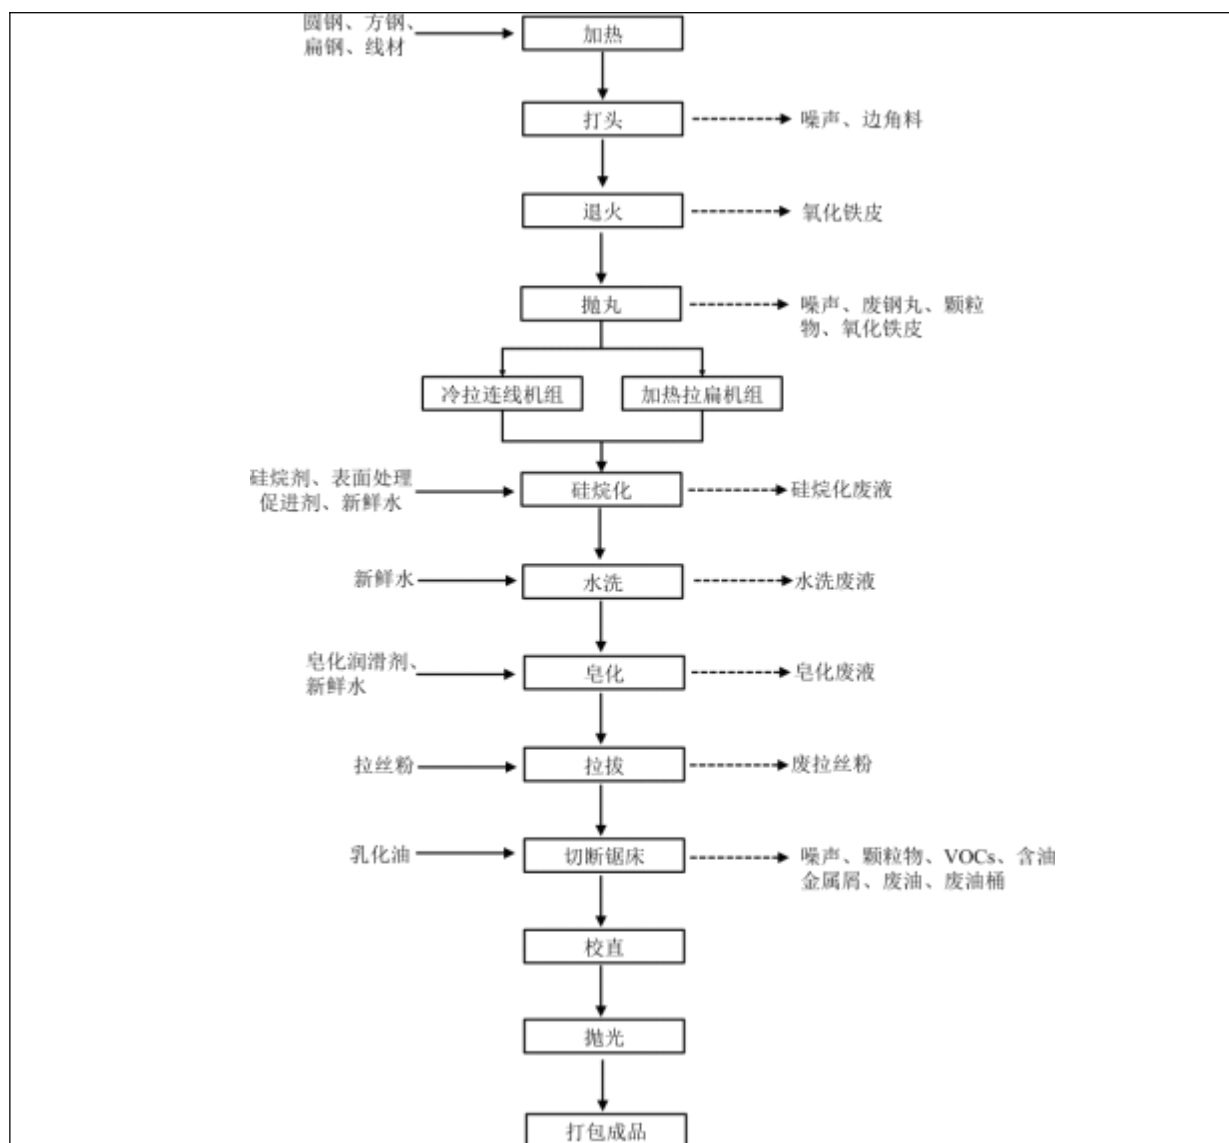 圆钢、方钢、
扁钢、线材
加热
打头
噪声、边角料
退火
氧化铁皮
抛丸
噪声、废钢丸、颗粒
物、氧化铁皮
冷拉连线机组
加热拉扁机组
硅烷剂、表面处理
促进剂、新鲜水
硅烷化
硅烷化废液
新鲜水
水洗
水洗废液
皂化润滑剂、
新鲜水
皂化
皂化废液
拉丝粉
拉拔
废拉丝粉
乳化油
切断锯床
噪声、颗粒物、VOCs、含油
金属屑、废油、废油桶
校直
抛光
打包成品